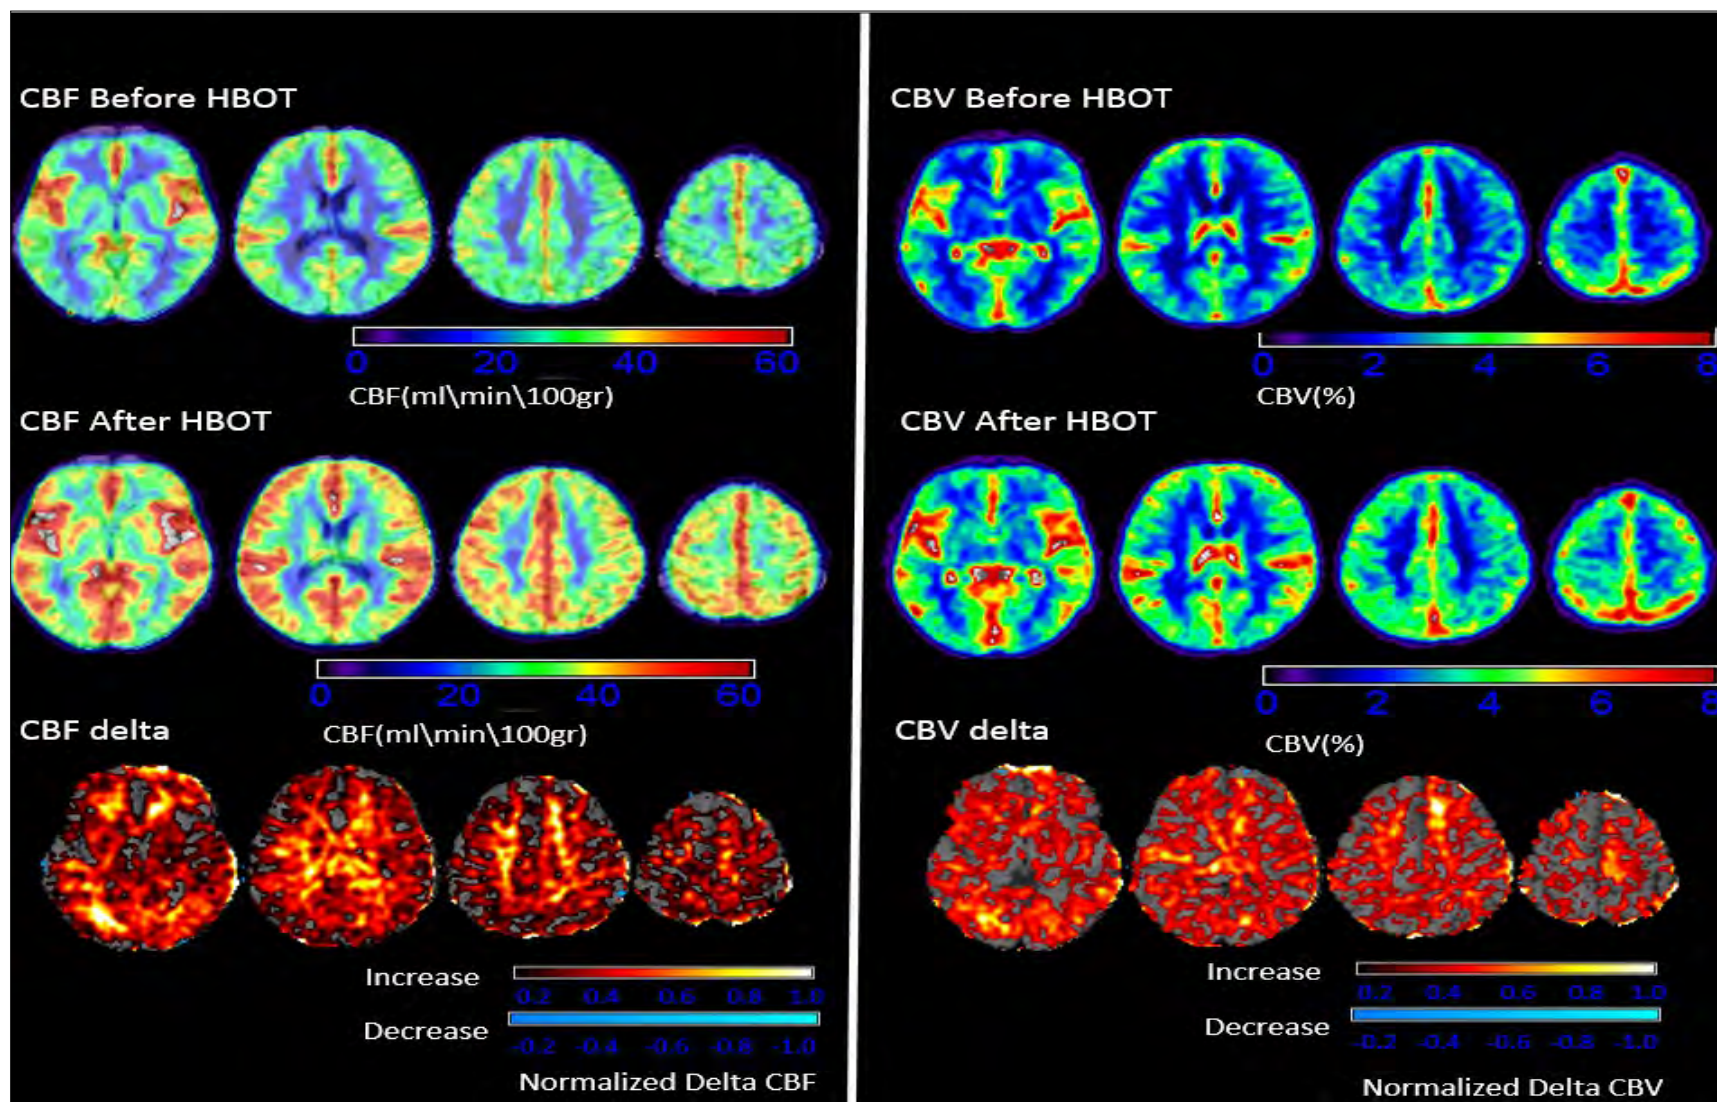 CBF Before HBOT
0 20 40 60
CBF(ml\min\100gr)
CBF After HBOT
0 20 40 60
CBF(ml\min\100gr)
CBF delta
Increase
0.2 0.4 0.6 0.8 1.0
Decrease
-0.2 -0.4 -0.6 -0.8 -1.0
Normalized Delta CBF
CBV Before HBOT
0 2 4 6 8
CBV(%)
CBV After HBOT
0 2 4 6 8
CBV(%)
CBV delta
Increase
0.2 0.4 0.6 0.8 1.0
Decrease
-0.2 -0.4 -0.6 -0.8 -1.0
Normalized Delta CBV